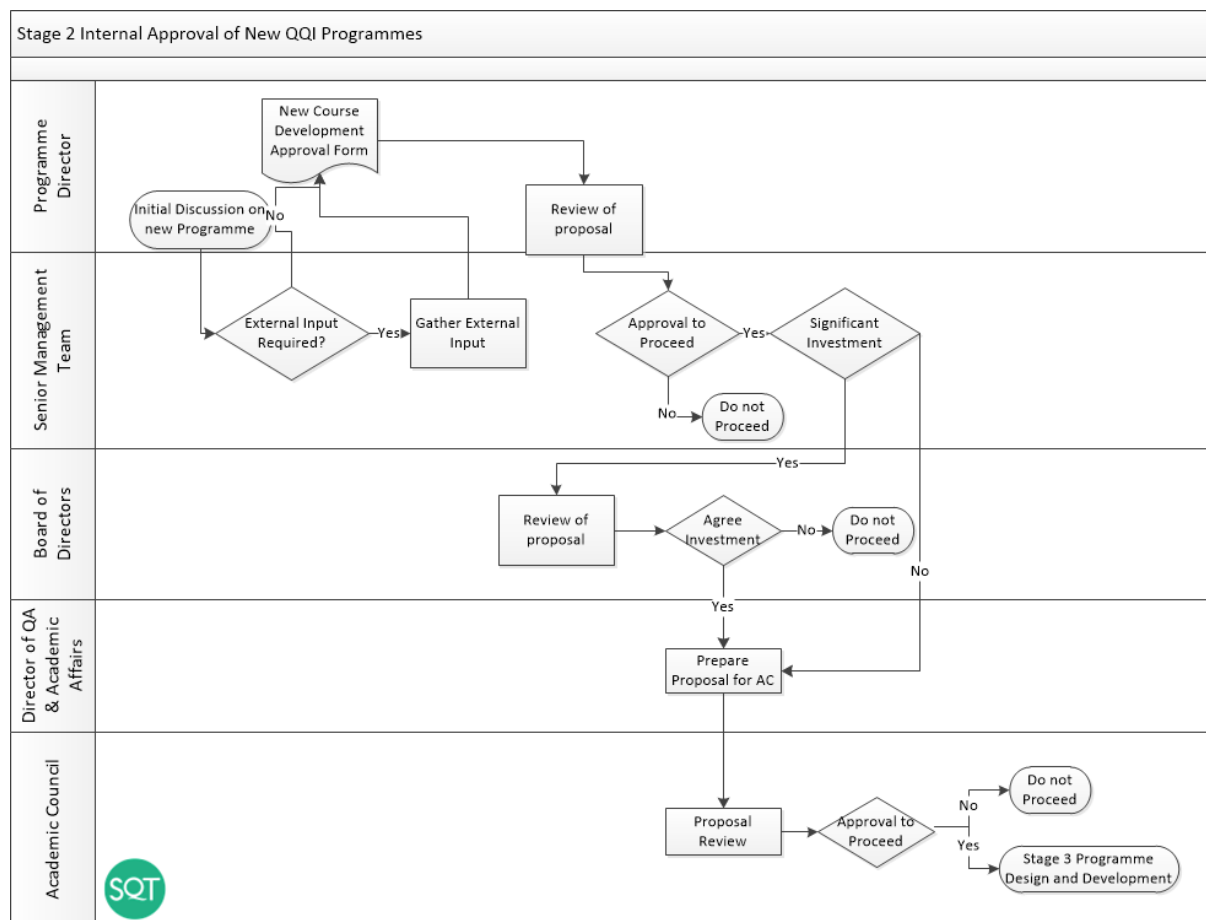 Stage 2 Internal Approval of New QQI Programmes
Programme
Director
New Course
Development
Approval Form
Initial Discussion on
new Programme
No
Review of
proposal
Senior Management
Team
External Input
Required?
Yes
Gather External
Input
Approval to
Proceed
Yes
Significant
Investment
No
Do not
Proceed
Yes
Board of
Directors
Review of
proposal
Agree
Investment
No
Do not
Proceed
No
Yes
Director of QA
& Academic
Affairs
Prepare
Proposal for AC
Academic Council
Proposal
Review
Approval to
Proceed
No
Do not
Proceed
Yes
Stage 3 Programme
Design and Development
SQT